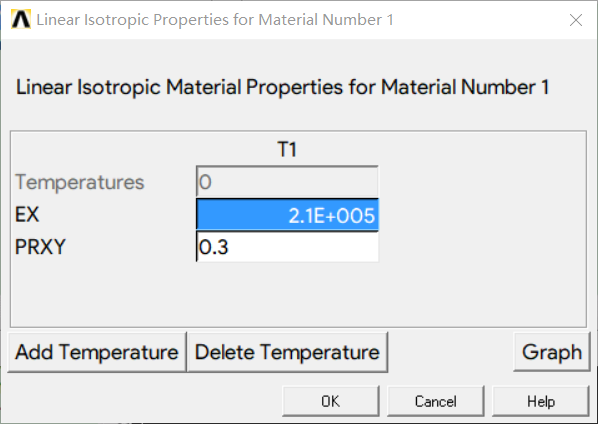 Linear Isotropic Properties for Material Number 1
Linear Isotropic Material Properties for Material Number 1
T1
Temperatures 0
EX 2.1E+005
PRXY 0.3
Add Temperature Delete Temperature Graph
OK Cancel Help